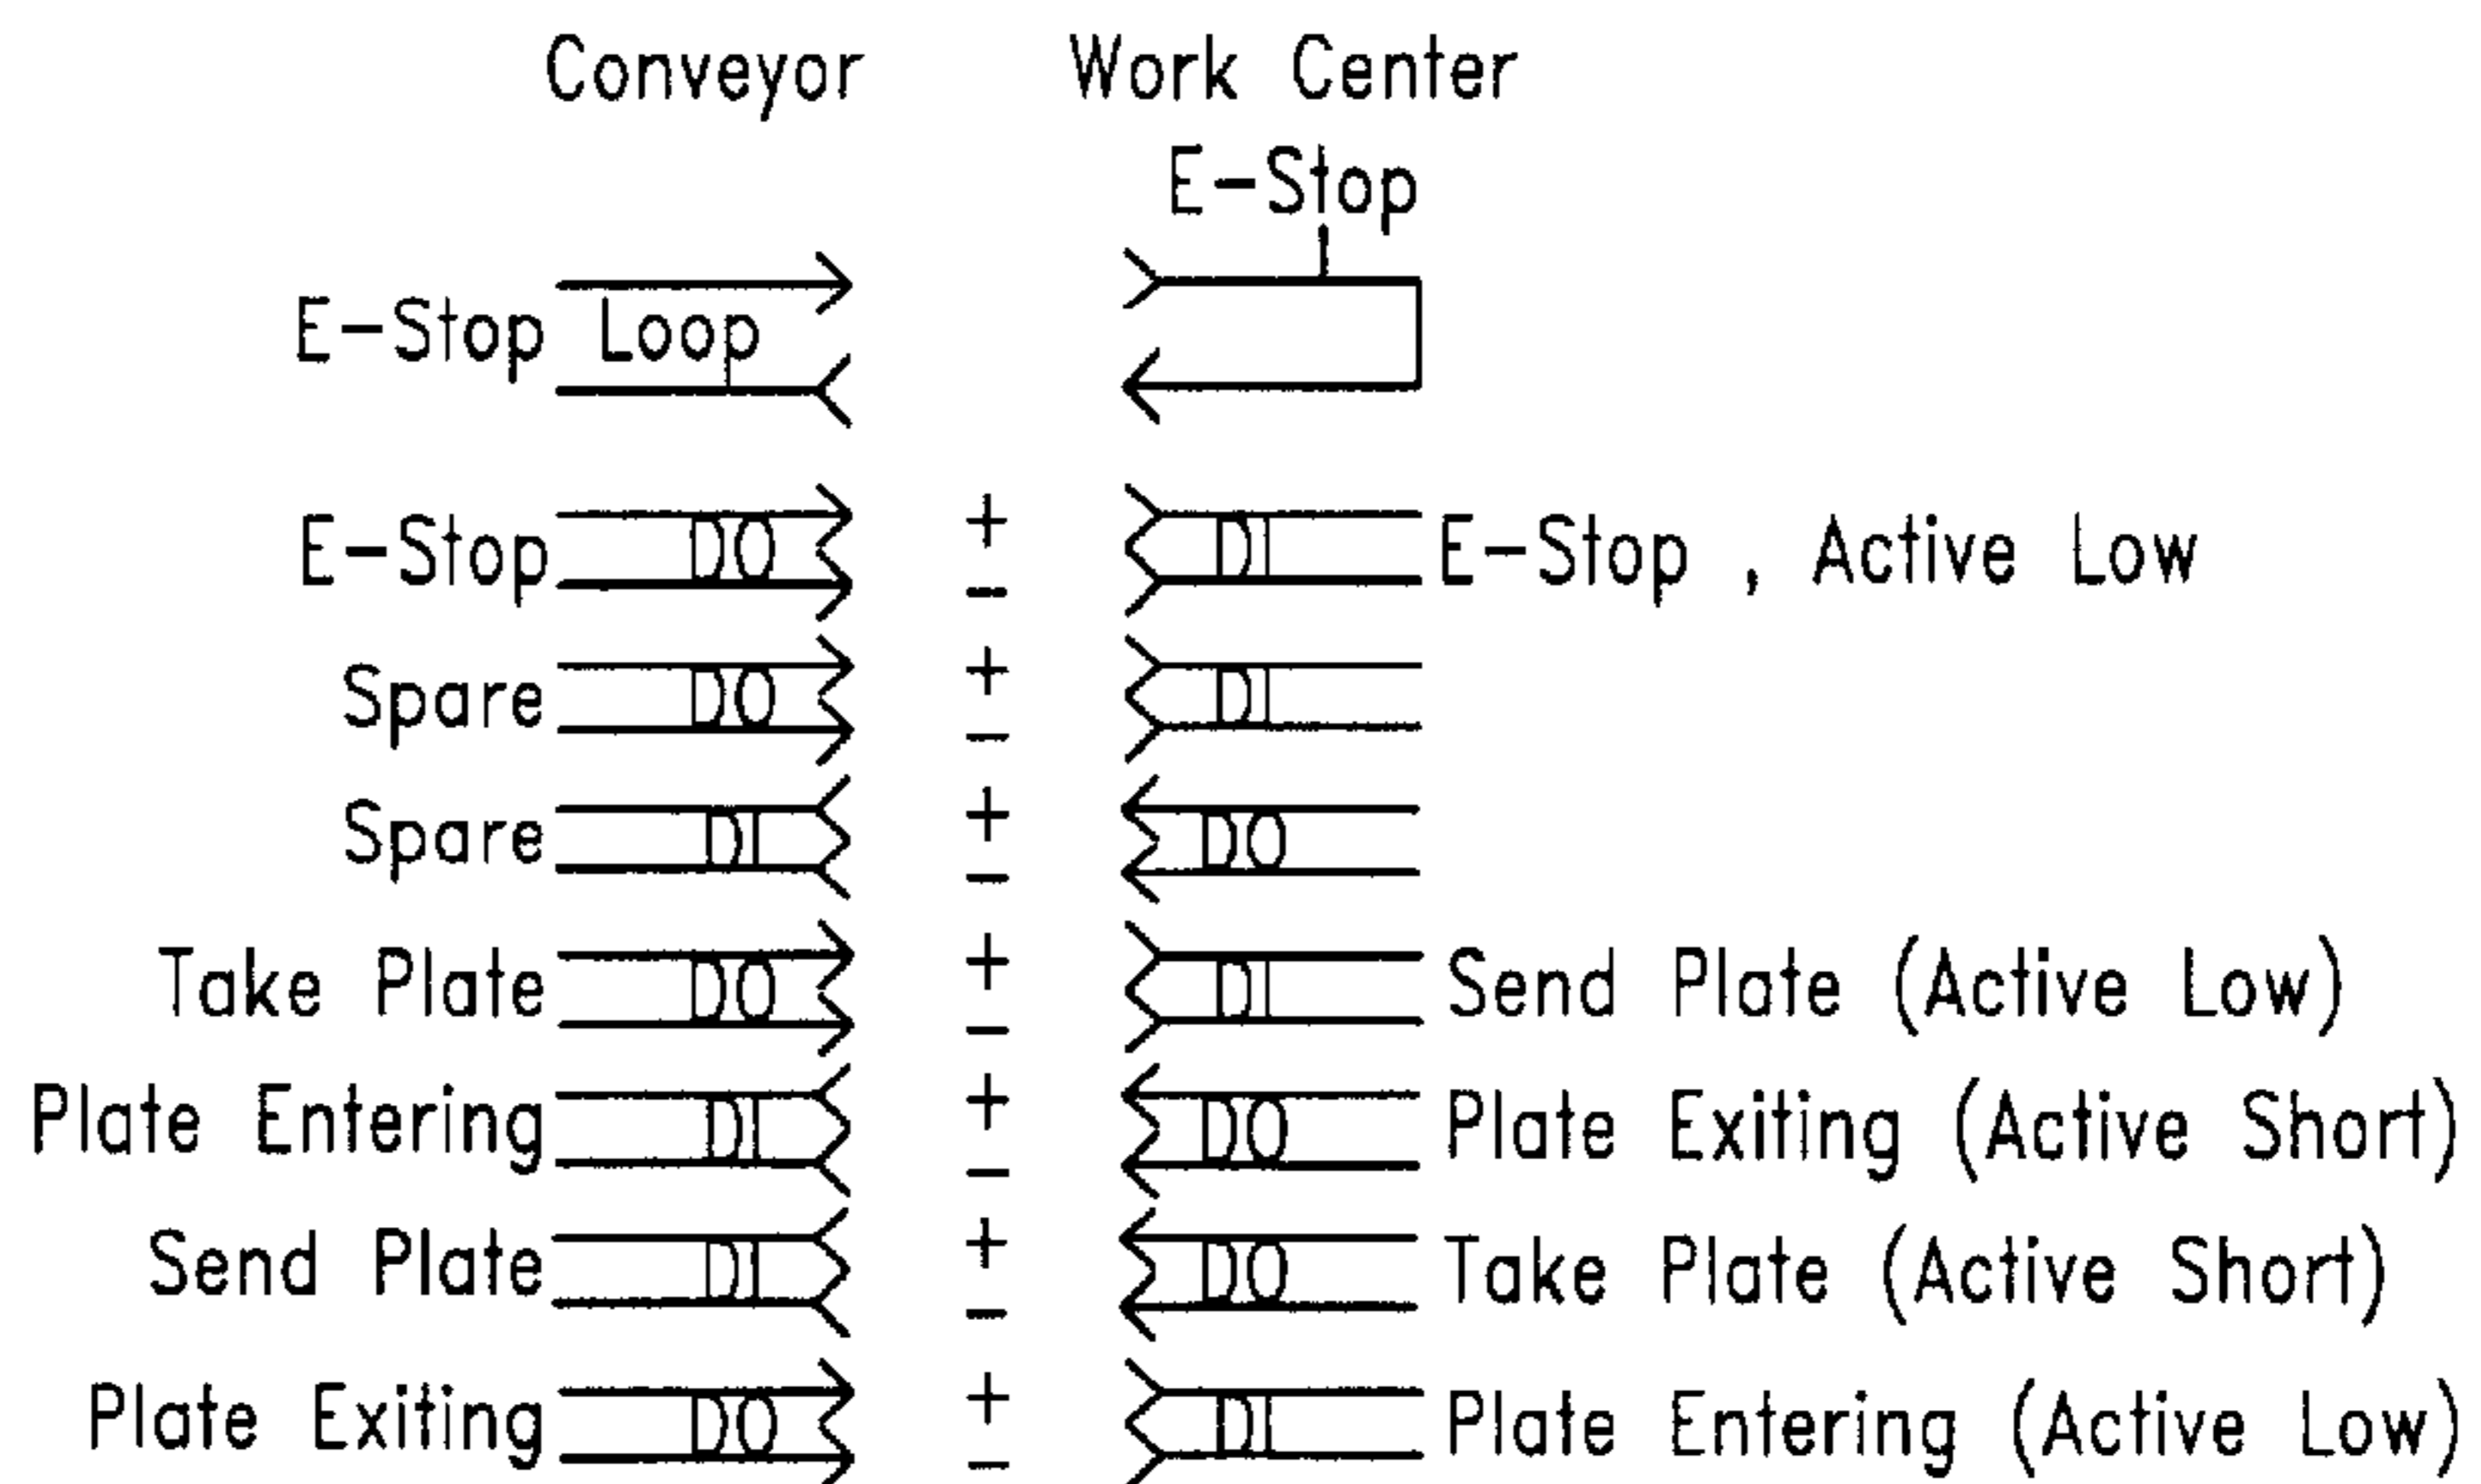 Conveyor Work Center
E-Stop
E-Stop Loop
E-Stop DO + DI E-Stop , Active Low
-
Spare DO + DI
-
Spare DI + DO
-
Take Plate DO + DI Send Plate (Active Low)
-
Plate Entering DI + DO Plate Exiting (Active Short)
-
Send Plate DI + DO Take Plate (Active Short)
-
Plate Exiting DO + DI Plate Entering (Active Low)
-